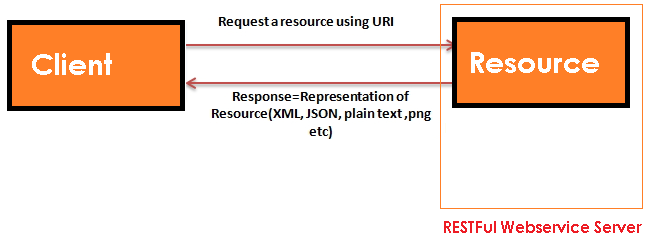 Request a resource using URI
Client
Resource
Response=Representation of
Resource(XML, JSON, plain text ,png
etc)
RESTFul Webservice Server